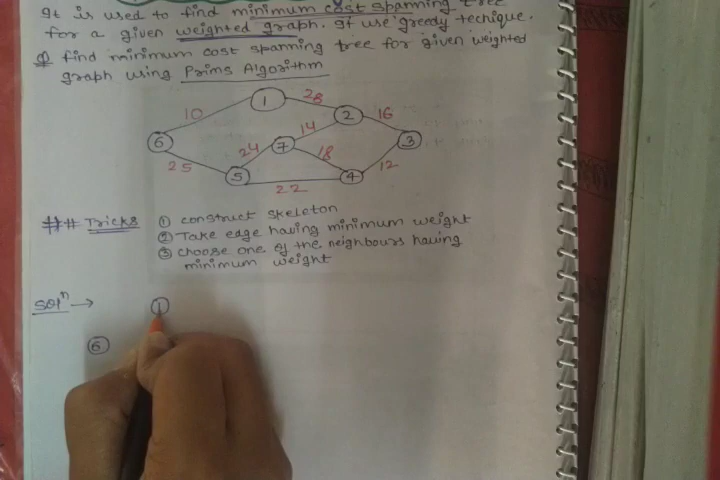 It is used to find minimum cost spanning tree
for a given weighted graph. It use greedy techique.
Q find minimum cost spanning tree for given weighted
graph using Prims Algorithm
1
28
10
2
16
14
6
7
3
24
18
25
12
5
4
22
## Tricks ① construct skeleton
② Take edge having minimum weight
③ choose one of the neighbours having
minimum weight
Solⁿ → 1
6